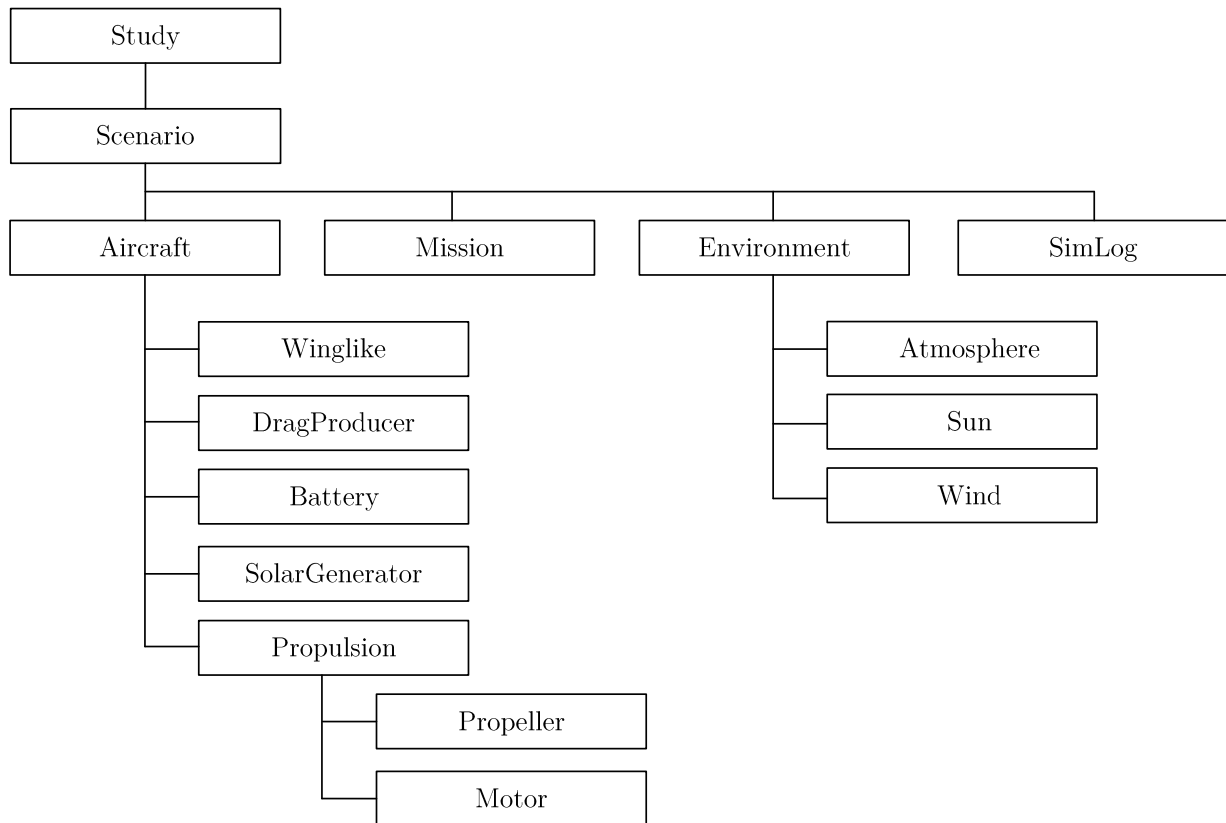 Study
Scenario
Aircraft
Mission
Environment
SimLog
Winglike
DragProducer
Battery
SolarGenerator
Propulsion
Propeller
Motor
Atmosphere
Sun
Wind